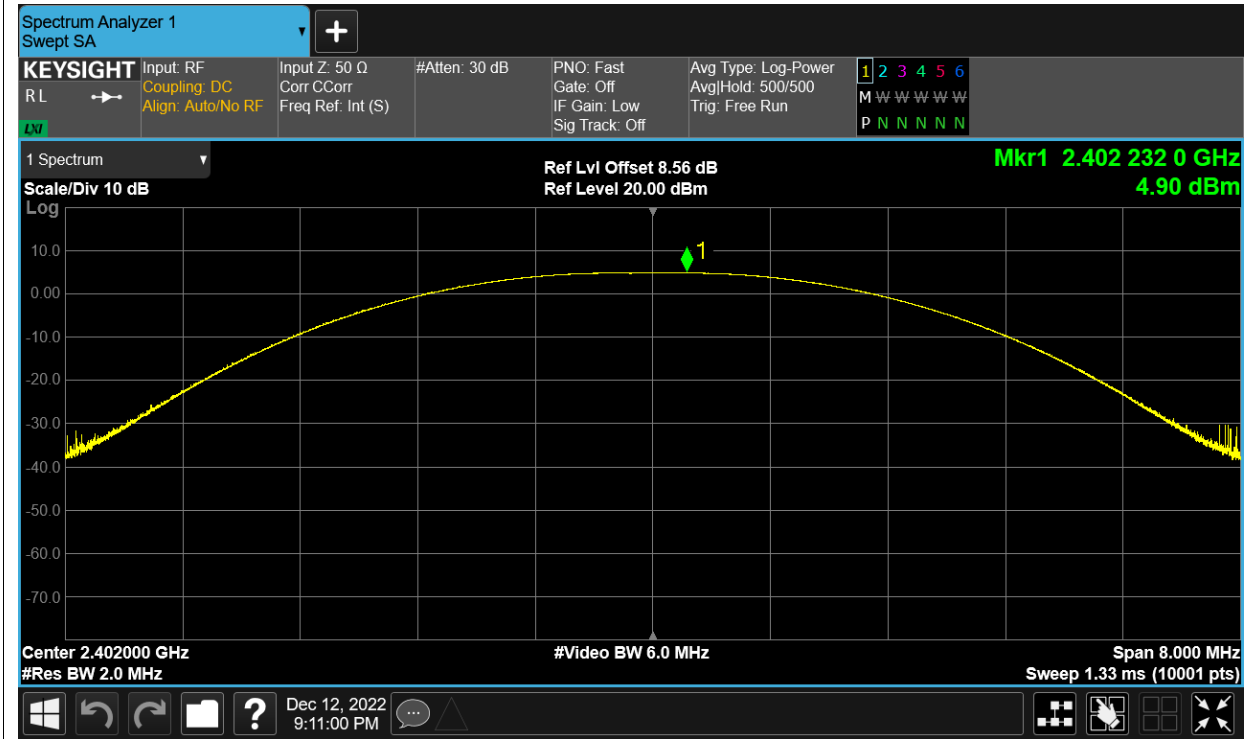 Spectrum Analyzer 1
Swept SA
KEYSIGHT
R L
LXI
Input: RF
Coupling: DC
Align: Auto/No RF
Input Z: 50 Ω
Corr CCorr
Freq Ref: Int (S)
#Atten: 30 dB
PNO: Fast
Gate: Off
IF Gain: Low
Sig Track: Off
Avg Type: Log-Power
Avg|Hold: 500/500
Trig: Free Run
1 2 3 4 5 6
M W W W W W
P N N N N N
1 Spectrum
Scale/Div 10 dB
Log
Ref Lvl Offset 8.56 dB
Ref Level 20.00 dBm
Mkr1 2.402 232 0 GHz
4.90 dBm
1
10.0
0.00
-10.0
-20.0
-30.0
-40.0
-50.0
-60.0
-70.0
Center 2.402000 GHz
#Res BW 2.0 MHz
#Video BW 6.0 MHz
Span 8.000 MHz
Sweep 1.33 ms (10001 pts)
?
Dec 12, 2022
9:11:00 PM